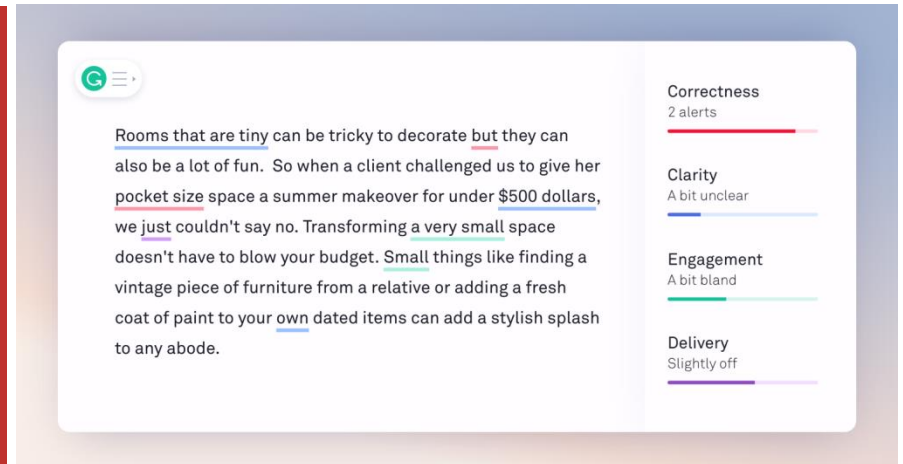 Rooms that are tiny can be tricky to decorate but they can
also be a lot of fun.  So when a client challenged us to give her
pocket size space a summer makeover for under $500 dollars,
we just couldn't say no. Transforming a very small space
doesn't have to blow your budget. Small things like finding a
vintage piece of furniture from a relative or adding a fresh
coat of paint to your own dated items can add a stylish splash
to any abode.
Correctness
2 alerts
Clarity
A bit unclear
Engagement
A bit bland
Delivery
Slightly off